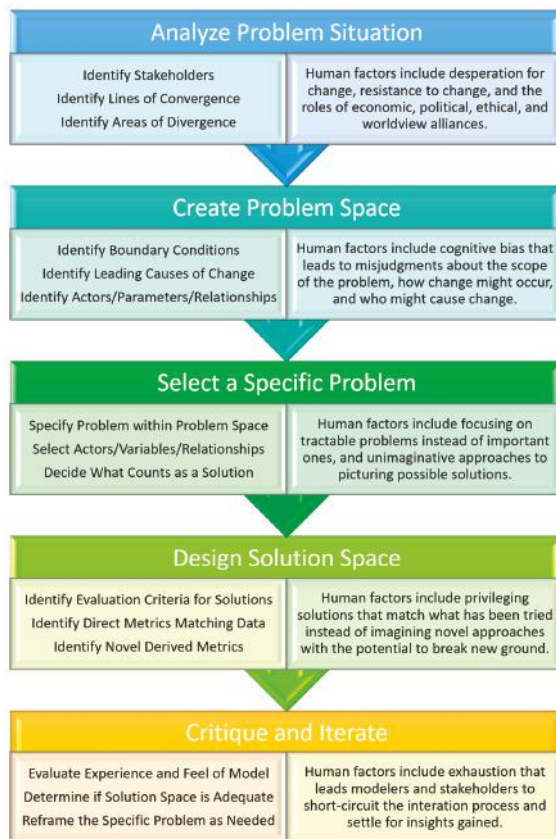 Analyze Problem Situation
Identify Stakeholders
Identify Lines of Convergence
Identify Areas of Divergence
Human factors include desperation for
change, resistance to change, and the
roles of economic, political, ethical, and
worldview alliances.
Create Problem Space
Identify Boundary Conditions
Identify Leading Causes of Change
Identify Actors/Parameters/Relationships
Human factors include cognitive bias that
leads to misjudgments about the scope
of the problem, how change might occur,
and who might cause change.
Select a Specific Problem
Specify Problem within Problem Space
Select Actors/Variables/Relationships
Decide What Counts as a Solution
Human factors include focusing on
tractable problems instead of important
ones, and unimaginative approaches to
picturing possible solutions.
Design Solution Space
Identify Evaluation Criteria for Solutions
Identify Direct Metrics Matching Data
Identify Novel Derived Metrics
Human factors include privileging
solutions that match what has been tried
instead of imagining novel approaches
with the potential to break new ground.
Critique and Iterate
Evaluate Experience and Feel of Model
Determine if Solution Space is Adequate
Reframe the Specific Problem as Needed
Human factors include exhaustion that
leads modelers and stakeholders to
short-circuit the interation process and
settle for insights gained.